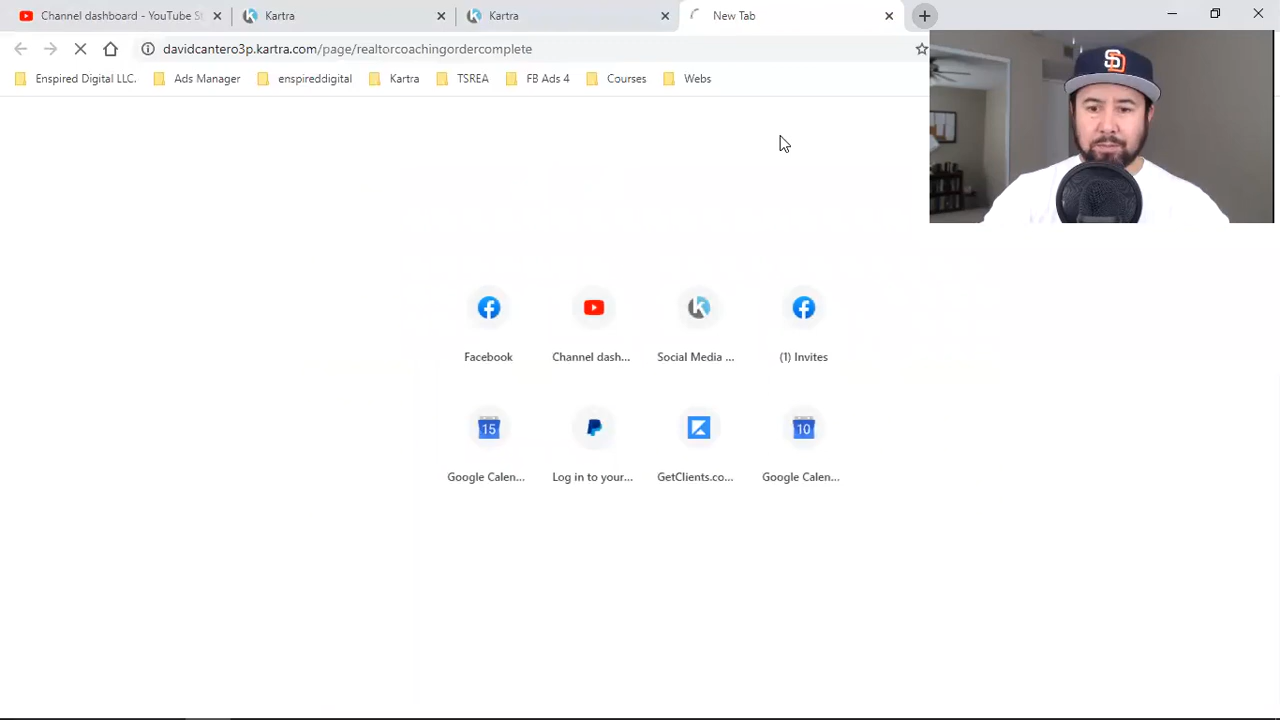 Channel dashboard - YouTube St
Kartra
Kartra
New Tab
davidcantero3p.kartra.com/page/realtorcoachingordercomplete
Enspired Digital LLC.
Ads Manage
enspireddigital
Kartra
TSREA
FB Ads 4
Courses
Webs
SD
Facebook
Channel dash...
Social Media ...
(1) Invites
15
10
Google Calen...
Log in to your...
GetClients.co...
Google Calen...